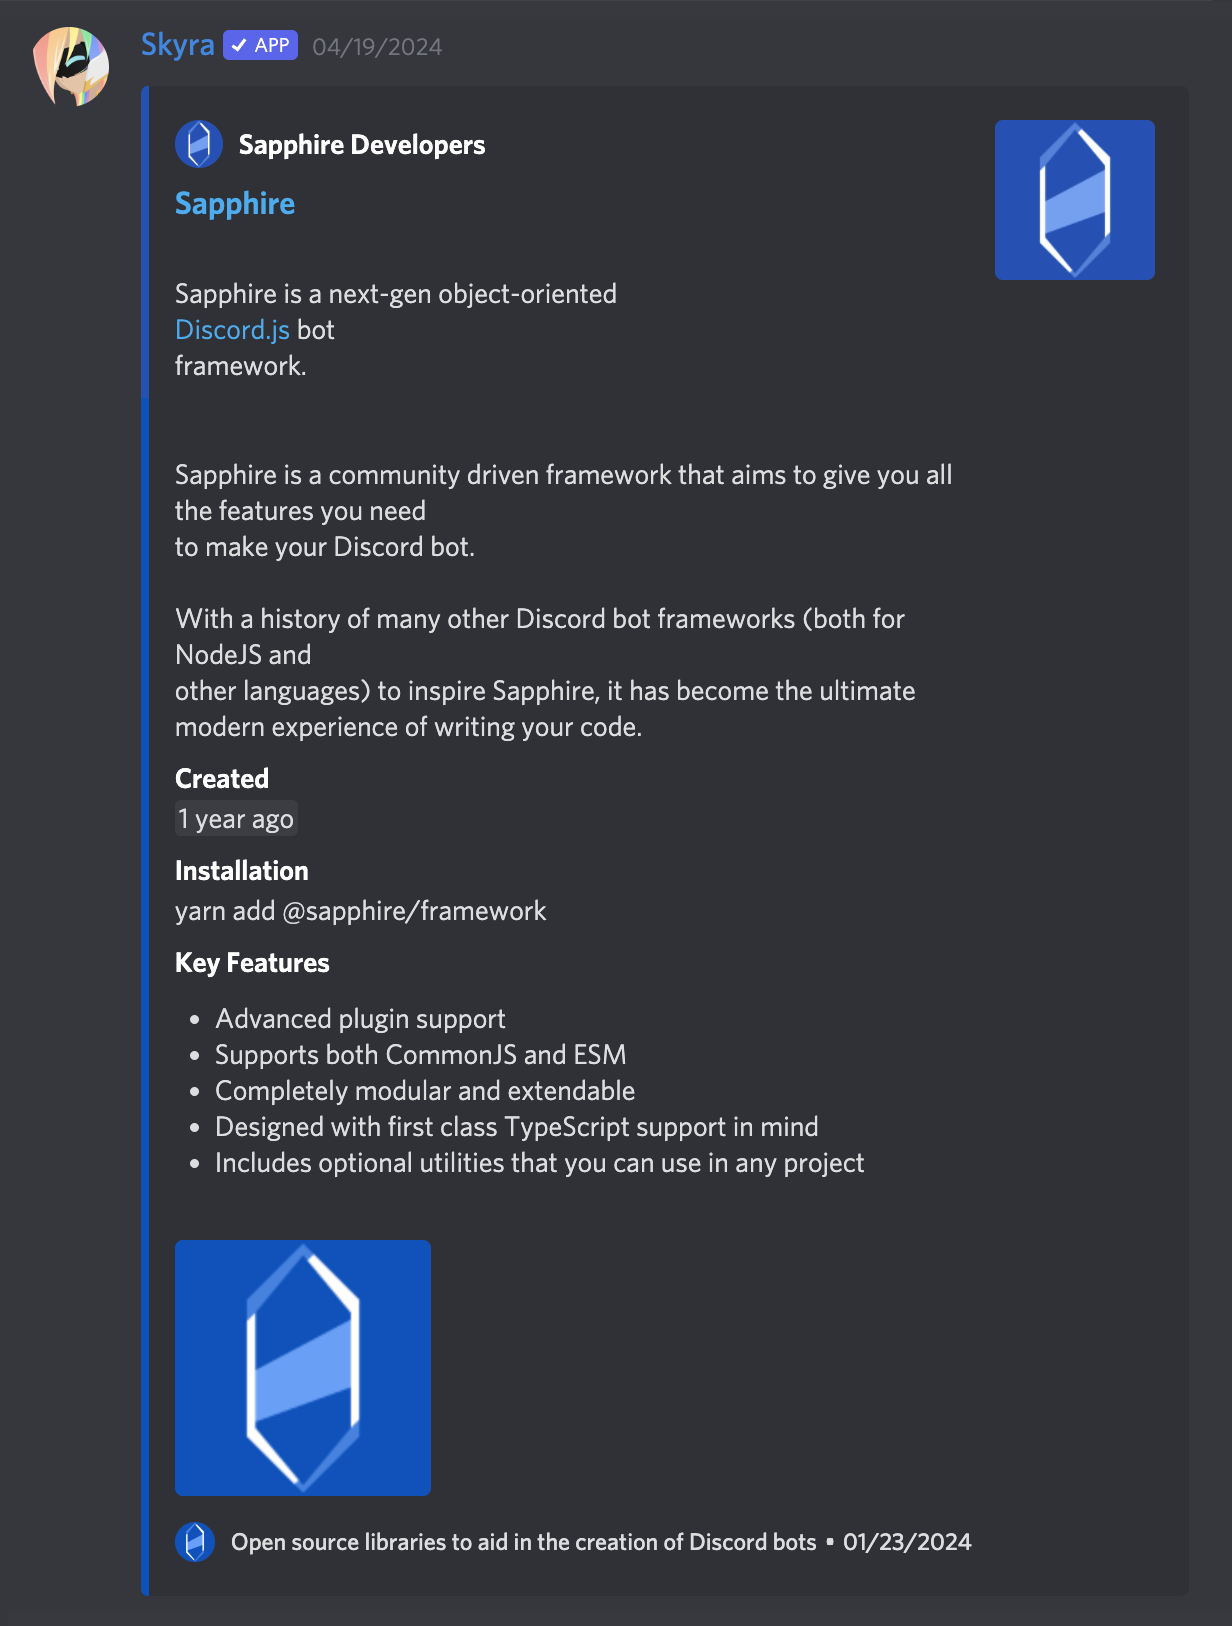 Skyra ✓ APP 04/19/2024
Sapphire Developers
Sapphire
Sapphire is a next-gen object-oriented
Discord.js bot
framework.
Sapphire is a community driven framework that aims to give you all
the features you need
to make your Discord bot.
With a history of many other Discord bot frameworks (both for
NodeJS and
other languages) to inspire Sapphire, it has become the ultimate
modern experience of writing your code.
Created
1 year ago
Installation
yarn add @sapphire/framework
Key Features
• Advanced plugin support
• Supports both CommonJS and ESM
• Completely modular and extendable
• Designed with first class TypeScript support in mind
• Includes optional utilities that you can use in any project
Open source libraries to aid in the creation of Discord bots • 01/23/2024